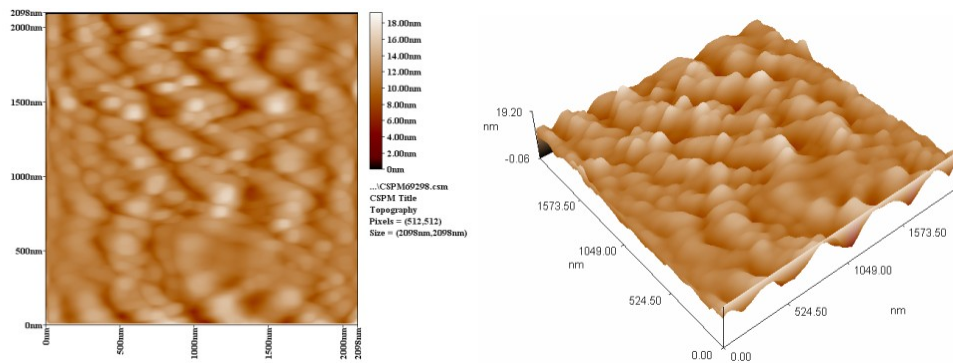 2098nm
2000nm
1500nm
1000nm
500nm
0nm
0nm
500nm
1000nm
1500nm
2000nm
2098nm
18.00nm
16.00nm
14.00nm
12.00nm
10.00nm
8.00nm
6.00nm
4.00nm
2.00nm
0nm
...\CSPM69298.csm
CSPM Title
Topography
Pixels = (512,512)
Size = (2098nm,2098nm)
19.20
nm
-0.06
1573.50
1049.00
nm
524.50
0.00
0.00
524.50
1049.00
nm
1573.50